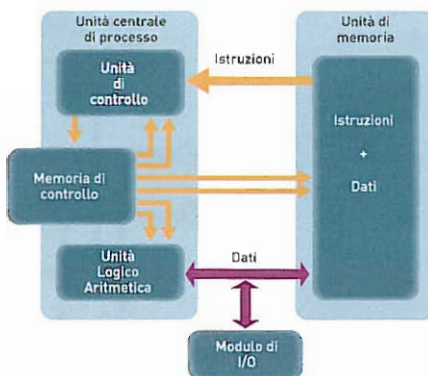 Unità centrale
di processo
Unità di
memoria
Unità
di
controllo
Istruzioni
Istruzioni
+
Dati
Memoria di
controllo
Unità
Logico
Aritmetica
Dati
Modulo di
I/O